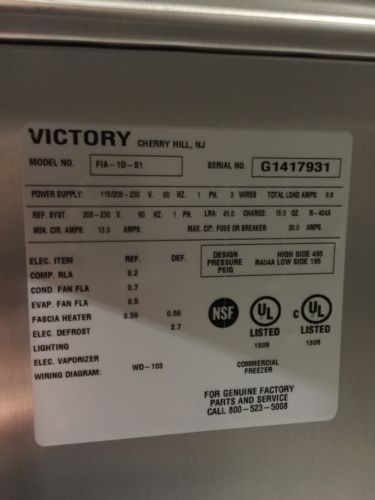 VICTORY CHERRY HILL, NJ
MODEL NO. FIA-1D-S1 SERIAL NO. G1417931
POWER SUPPLY: 115/208-230 V. 60 HZ. 1 PH. 3 WIRES TOTAL LOAD AMPS: 9.8
REF. SYST. 208-230 V. 60 HZ. 1 PH. LRA: 45.0 CHARGE: 15.0 OZ. R-404A
MIN. CIR. AMPS: 13.3 AMPS. MAX. CIR. FUSE OR BREAKER 20.0 AMPS.
DESIGN PRESSURE PSIG HIGH SIDE 495
R404A LOW SIDE 195
ELEC. ITEM REF. DEF.
COMP. RLA 9.2
COND. FAN FLA 0.7
EVAP. FAN FLA 0.5
FASCIA HEATER 0.58 0.58
ELEC. DEFROST 2.7
LIGHTING
ELEC. VAPORIZER
WIRING DIAGRAM: WD-103
NSF
UL
LISTED
150N
C UL
LISTED
150N
COMMERCIAL
FREEZER
FOR GENUINE FACTORY
PARTS AND SERVICE
CALL 800-523-5008